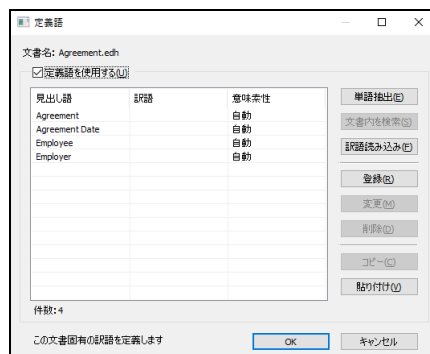 定義語
文書名: Agreement.edh
定義語を使用する(U)
見出し語 訳語 意味素性
Agreement 自動
Agreement Date 自動
Employee 自動
Employer 自動
単語抽出(E)
文書内を検索(S)
訳語読み込み(F)
登録(R)
変更(M)
削除(D)
コピー(C)
貼り付け(V)
件数: 4
この文書固有の訳語を定義します
OK
キャンセル